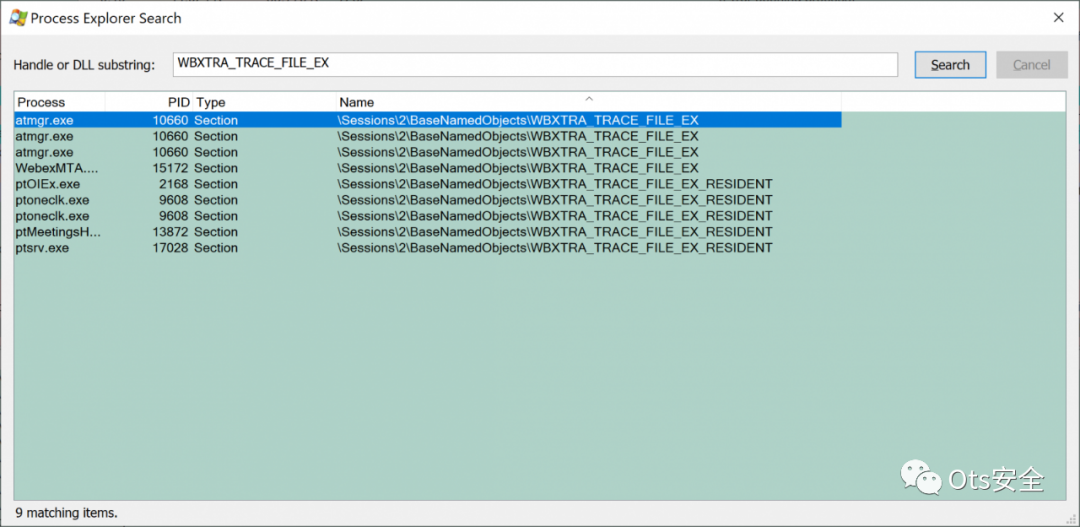 Process Explorer Search
Handle or DLL substring: WBXTRA_TRACE_FILE_EX Search Cancel
Process PID Type Name
atmgr.exe 10660 Section \Sessions\2\BaseNamedObjects\WBXTRA_TRACE_FILE_EX
atmgr.exe 10660 Section \Sessions\2\BaseNamedObjects\WBXTRA_TRACE_FILE_EX
atmgr.exe 10660 Section \Sessions\2\BaseNamedObjects\WBXTRA_TRACE_FILE_EX
WebexMTA.... 15172 Section \Sessions\2\BaseNamedObjects\WBXTRA_TRACE_FILE_EX
ptOIEx.exe 2168 Section \Sessions\2\BaseNamedObjects\WBXTRA_TRACE_FILE_EX_RESIDENT
ptoneclk.exe 9608 Section \Sessions\2\BaseNamedObjects\WBXTRA_TRACE_FILE_EX_RESIDENT
ptoneclk.exe 9608 Section \Sessions\2\BaseNamedObjects\WBXTRA_TRACE_FILE_EX_RESIDENT
ptMeetingsH... 13872 Section \Sessions\2\BaseNamedObjects\WBXTRA_TRACE_FILE_EX_RESIDENT
ptsrv.exe 17028 Section \Sessions\2\BaseNamedObjects\WBXTRA_TRACE_FILE_EX_RESIDENT
Ots安全
9 matching items.